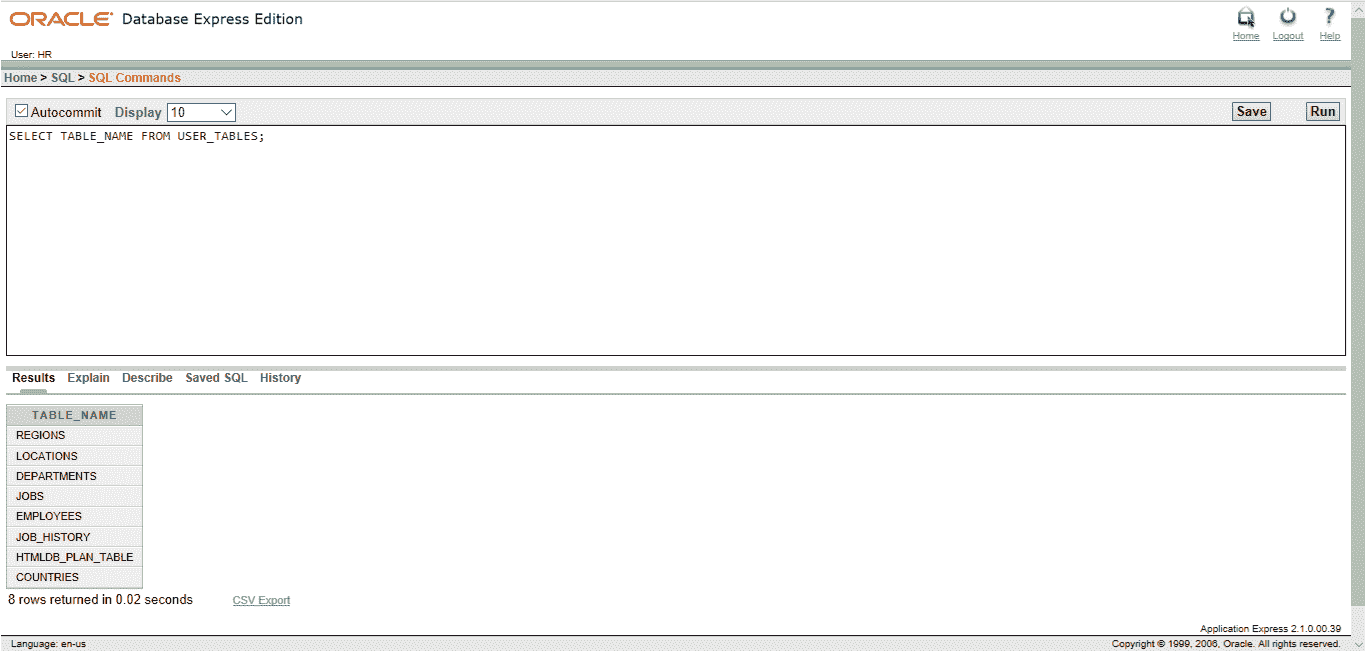 ORACLE Database Express Edition
Home Logout Help
User: HR
Home > SQL > SQL Commands
Autocommit Display 10 Save Run
SELECT TABLE_NAME FROM USER_TABLES;
Results Explain Describe Saved SQL History
TABLE_NAME
REGIONS
LOCATIONS
DEPARTMENTS
JOBS
EMPLOYEES
JOB_HISTORY
HTMLDB_PLAN_TABLE
COUNTRIES
8 rows returned in 0.02 seconds CSV Export
Application Express 2.1.0.00.39
Language: en-us Copyright © 1999, 2006, Oracle. All rights reserved.